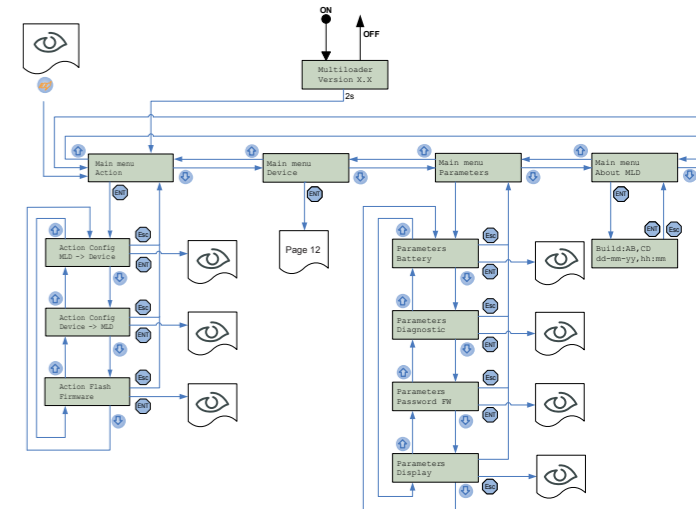 ON
OFF
Multiloader
Version X.X
2s
Main menu
Action
Main menu
Device
Main menu
Parameters
Main menu
About MLD
ENT
ENT
ENT
ENT
Esc
Esc
Esc
Action Config
MLD -> Device
ENT
Page 12
Parameters
Battery
ENT
Build:AB,CD
dd-mm-yy,hh:mm
Esc
Esc
Action Config
Device -> MLD
ENT
Parameters
Diagnostic
ENT
Esc
Esc
Action Flash
Firmware
ENT
Parameters
Password FW
ENT
Parameters
Display
Esc